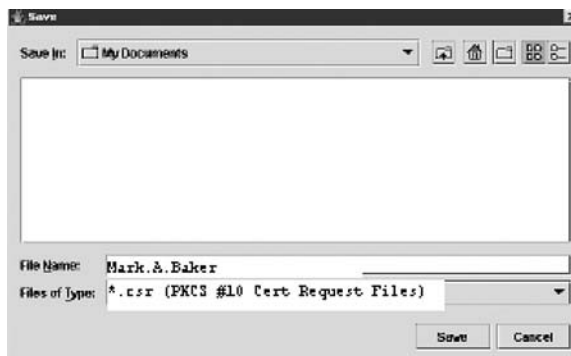 Save
Save In: My Documents
File Name: Mark.A.Baker
Files of Type: *.csr (PKCS #10 Cert Request Files)
Save Cancel